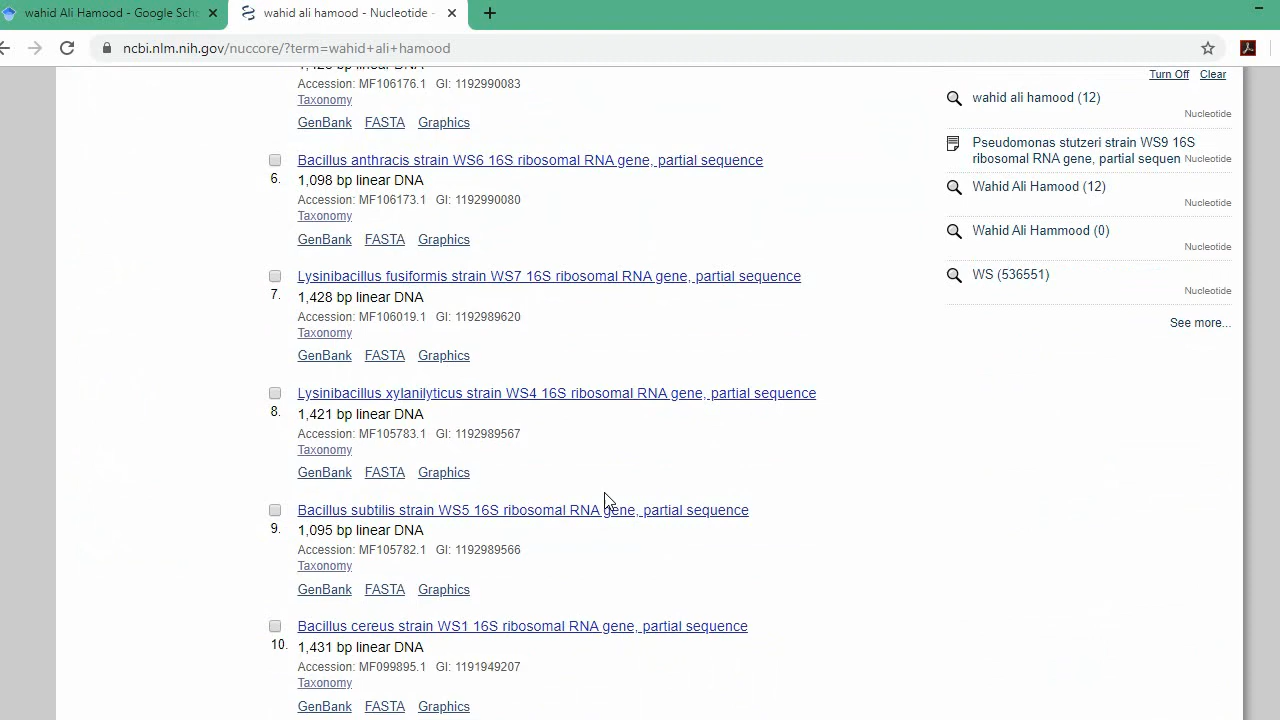 wahid Ali Hamood - Google Scho
wahid ali hamood - Nucleotide -
ncbi.nlm.nih.gov/nuccore/?term=wahid+ali+hamood
Accession: MF106176.1 GI: 1192990083
Taxonomy
GenBank FASTA Graphics
Bacillus anthracis strain WS6 16S ribosomal RNA gene, partial sequence
6. 1,098 bp linear DNA
Accession: MF106173.1 GI: 1192990080
Taxonomy
GenBank FASTA Graphics
Lysinibacillus fusiformis strain WS7 16S ribosomal RNA gene, partial sequence
7. 1,428 bp linear DNA
Accession: MF106019.1 GI: 1192989620
Taxonomy
GenBank FASTA Graphics
Lysinibacillus xylanilyticus strain WS4 16S ribosomal RNA gene, partial sequence
8. 1,421 bp linear DNA
Accession: MF105783.1 GI: 1192989567
Taxonomy
GenBank FASTA Graphics
Bacillus subtilis strain WS5 16S ribosomal RNA gene, partial sequence
9. 1,095 bp linear DNA
Accession: MF105782.1 GI: 1192989566
Taxonomy
GenBank FASTA Graphics
Bacillus cereus strain WS1 16S ribosomal RNA gene, partial sequence
10. 1,431 bp linear DNA
Accession: MF099895.1 GI: 1191949207
Taxonomy
GenBank FASTA Graphics
Turn Off Clear
wahid ali hamood (12)
Nucleotide
Pseudomonas stutzeri strain WS9 16S
ribosomal RNA gene, partial sequen Nucleotide
Wahid Ali Hamood (12)
Nucleotide
Wahid Ali Hammood (0)
Nucleotide
WS (536551)
Nucleotide
See more...